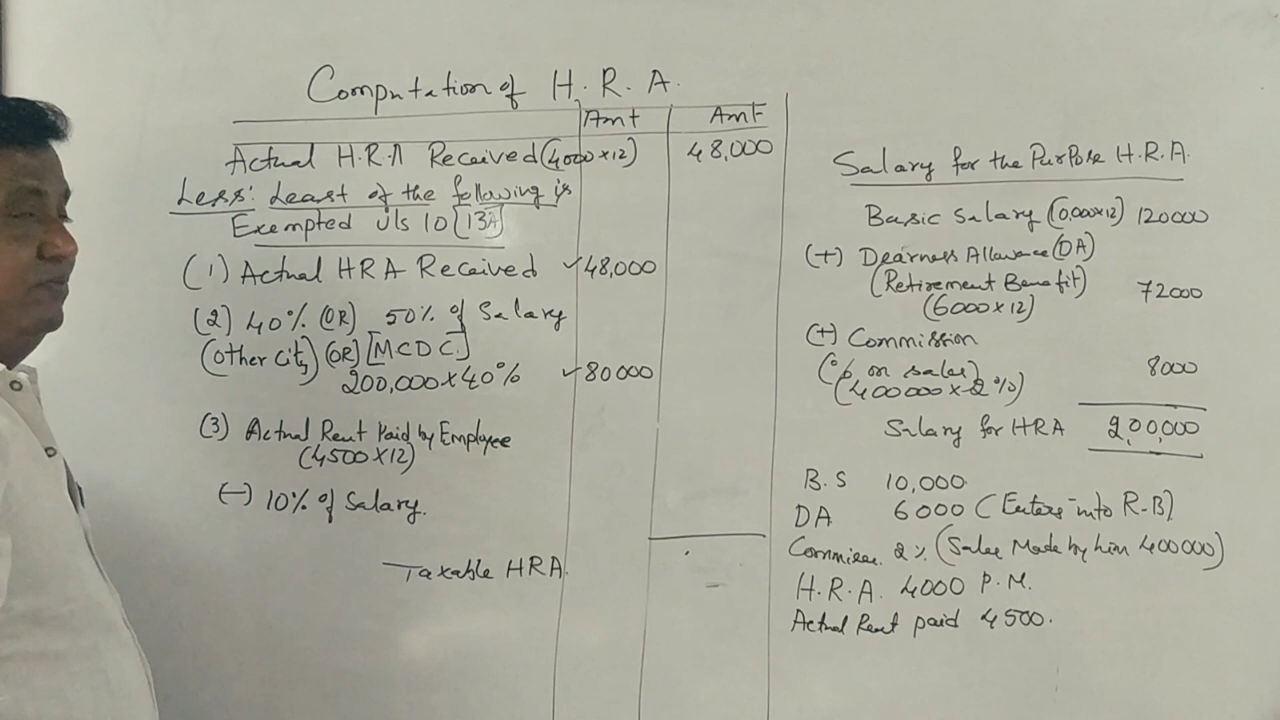 Computation of H.R.A.
Amt Amt
Actual H.R.A Received (4000×12) 48,000
Less: Least of the following is
Exempted U/s 10 [13A]
(1) Actual HRA Received ✓48,000
(2) 40% (OR) 50% of Salary
(other City) (OR) [MCDC.]
200,000×40% ✓80000
(3) Actual Rent Paid by Employee
(4500×12)
(-) 10% of Salary.
Taxable HRA.
Salary for the Purpose H.R.A.
Basic Salary (10,000×12) 120000
(+) Dearness Allowance (DA)
(Retirement Benefit) 72000
(6000×12)
(+) Commission
(% on sales) 8000
(400000×2%)
Salary for HRA 2,00,000
B.S 10,000
DA 6000 (Enters into R-B)
2% (Sales Made by him 400000)
H.R.A. 4000 P.M.
Actual Rent paid 4500.